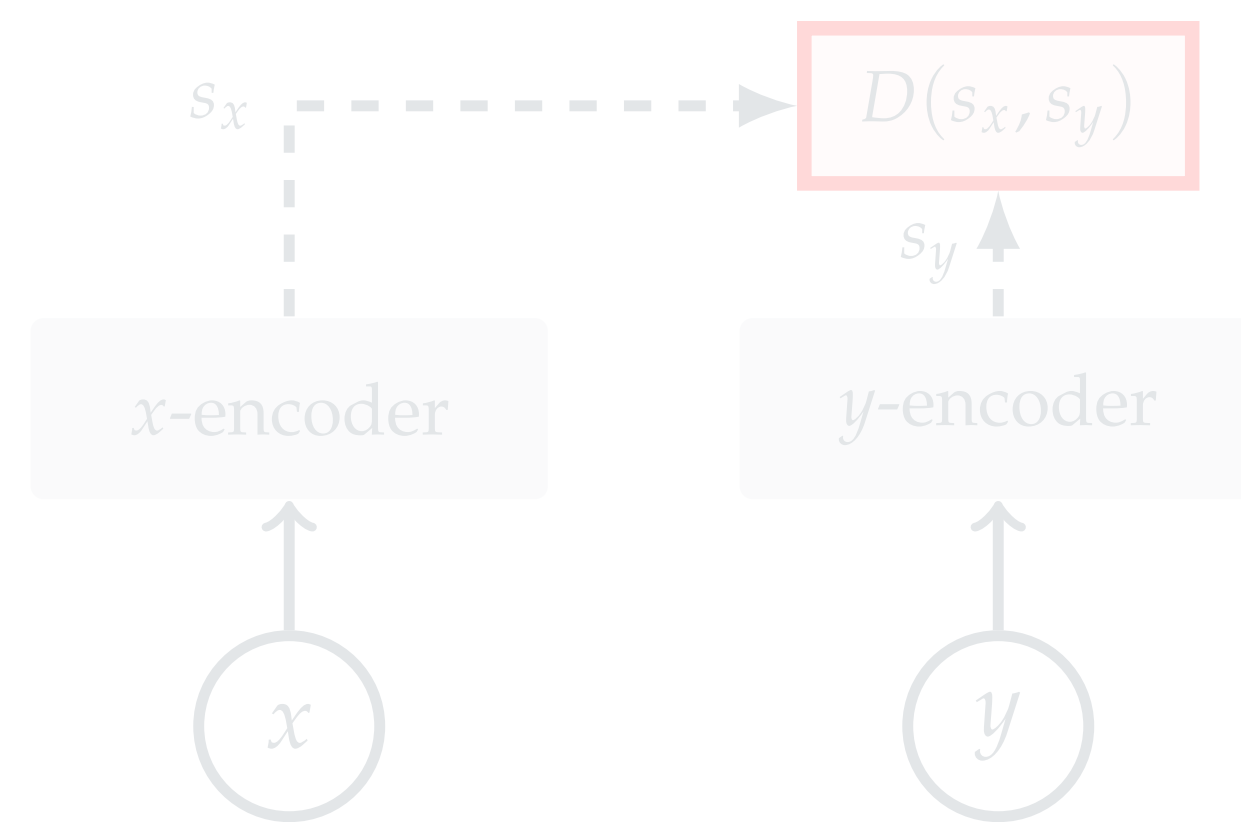 s_x
D(s_x, s_y)
s_y
x-encoder
y-encoder
x
y